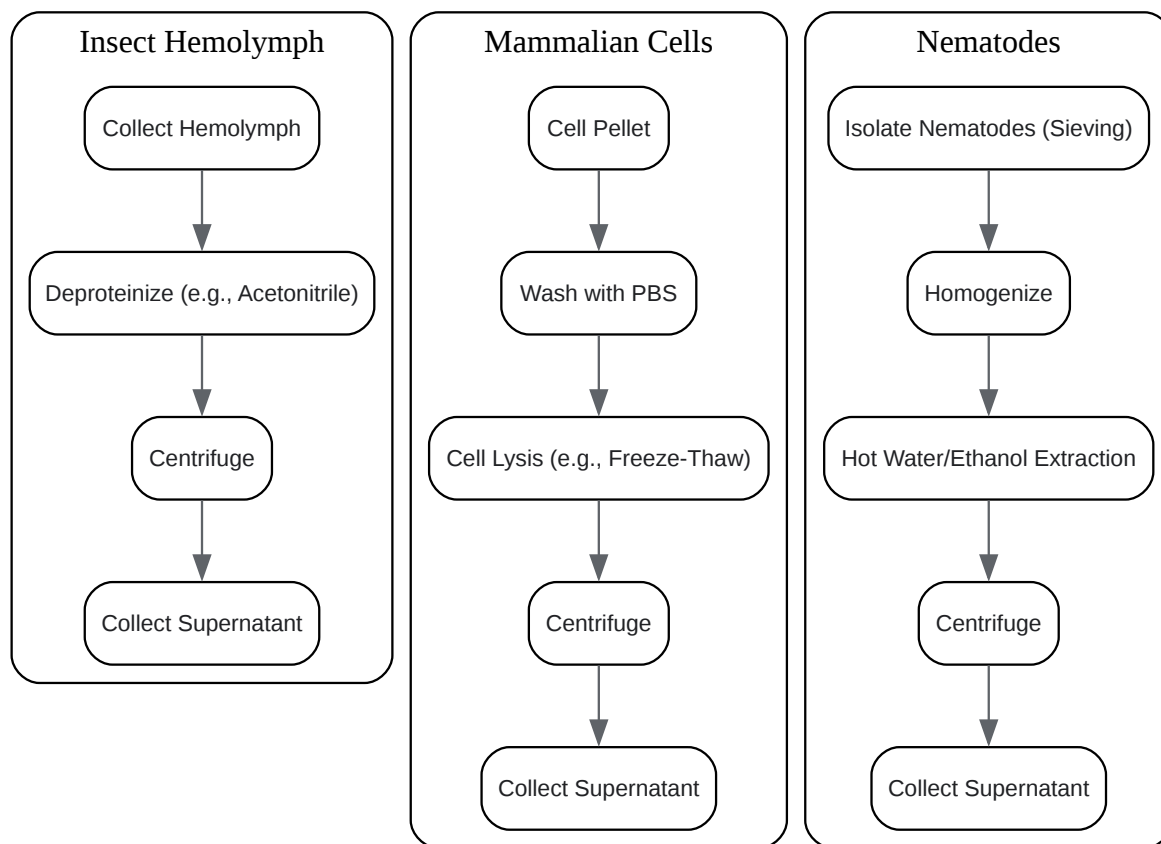 Insect Hemolymph
Collect Hemolymph
Deproteinize (e.g., Acetonitrile)
Centrifuge
Collect Supernatant
Mammalian Cells
Cell Pellet
Wash with PBS
Cell Lysis (e.g., Freeze-Thaw)
Centrifuge
Collect Supernatant
Nematodes
Isolate Nematodes (Sieving)
Homogenize
Hot Water/Ethanol Extraction
Centrifuge
Collect Supernatant